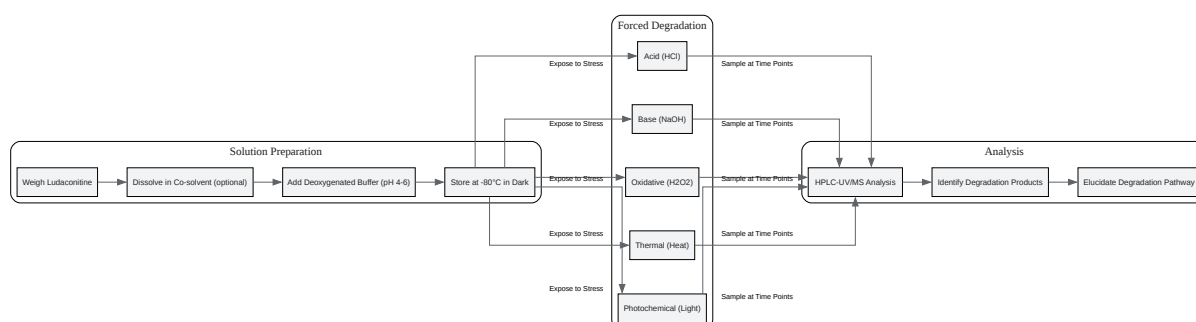 Forced Degradation
Acid (HCl)
Expose to Stress
Sample at Time Points
Base (NaOH)
Expose to Stress
Sample at Time Points
Solution Preparation
Analysis
Weigh Ludaconitine
Dissolve in Co-solvent (optional)
Add Deoxygenated Buffer (pH 4-6)
Store at -80°C in Dark
Expose to Stress
Oxidative (H2O2)
Sample at Time Points
HPLC-UV/MS Analysis
Identify Degradation Products
Elucidate Degradation Pathway
Expose to Stress
Thermal (Heat)
Sample at Time Points
Expose to Stress
Photochemical (Light)
Sample at Time Points